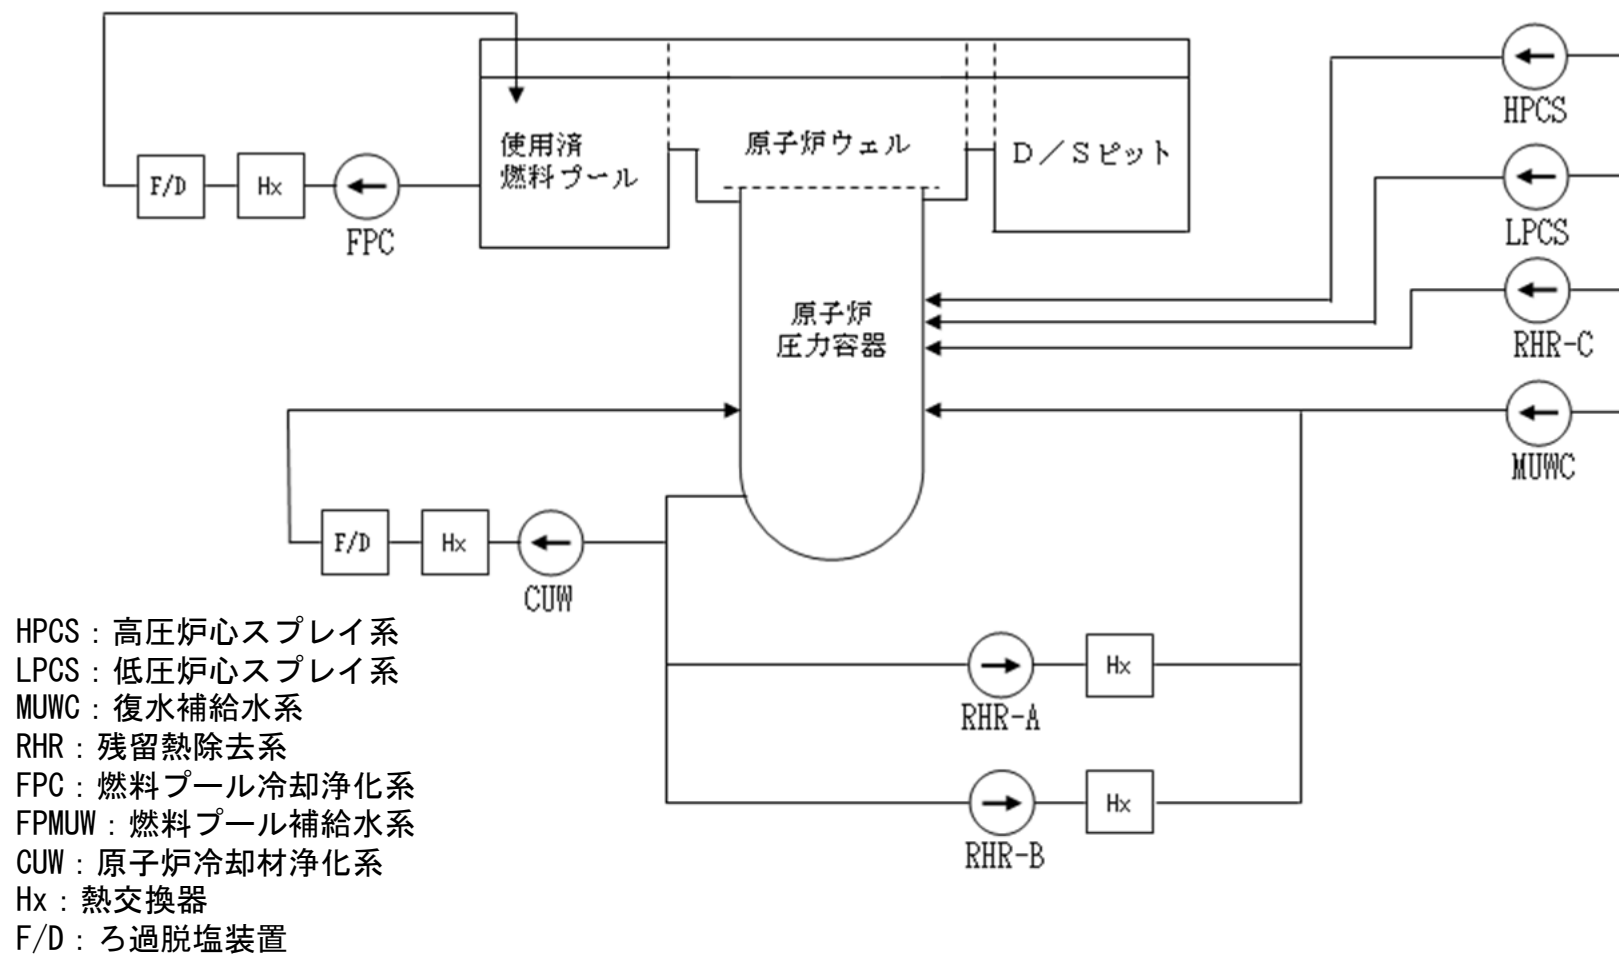 HPCS
使用済
燃料プール
原子炉ウェル
D/Sピット
F/D
Hx
FPC
LPCS
原子炉
圧力容器
RHR-C
MUWC
F/D
Hx
CUW
HPCS:高圧炉心スプレイ系
LPCS:低圧炉心スプレイ系
MUWC:復水補給水系
RHR:残留熱除去系
FPC:燃料プール冷却浄化系
FPMUW:燃料プール補給水系
CUW:原子炉冷却材浄化系
Hx:熱交換器
F/D:ろ過脱塩装置
Hx
RHR-A
Hx
RHR-B